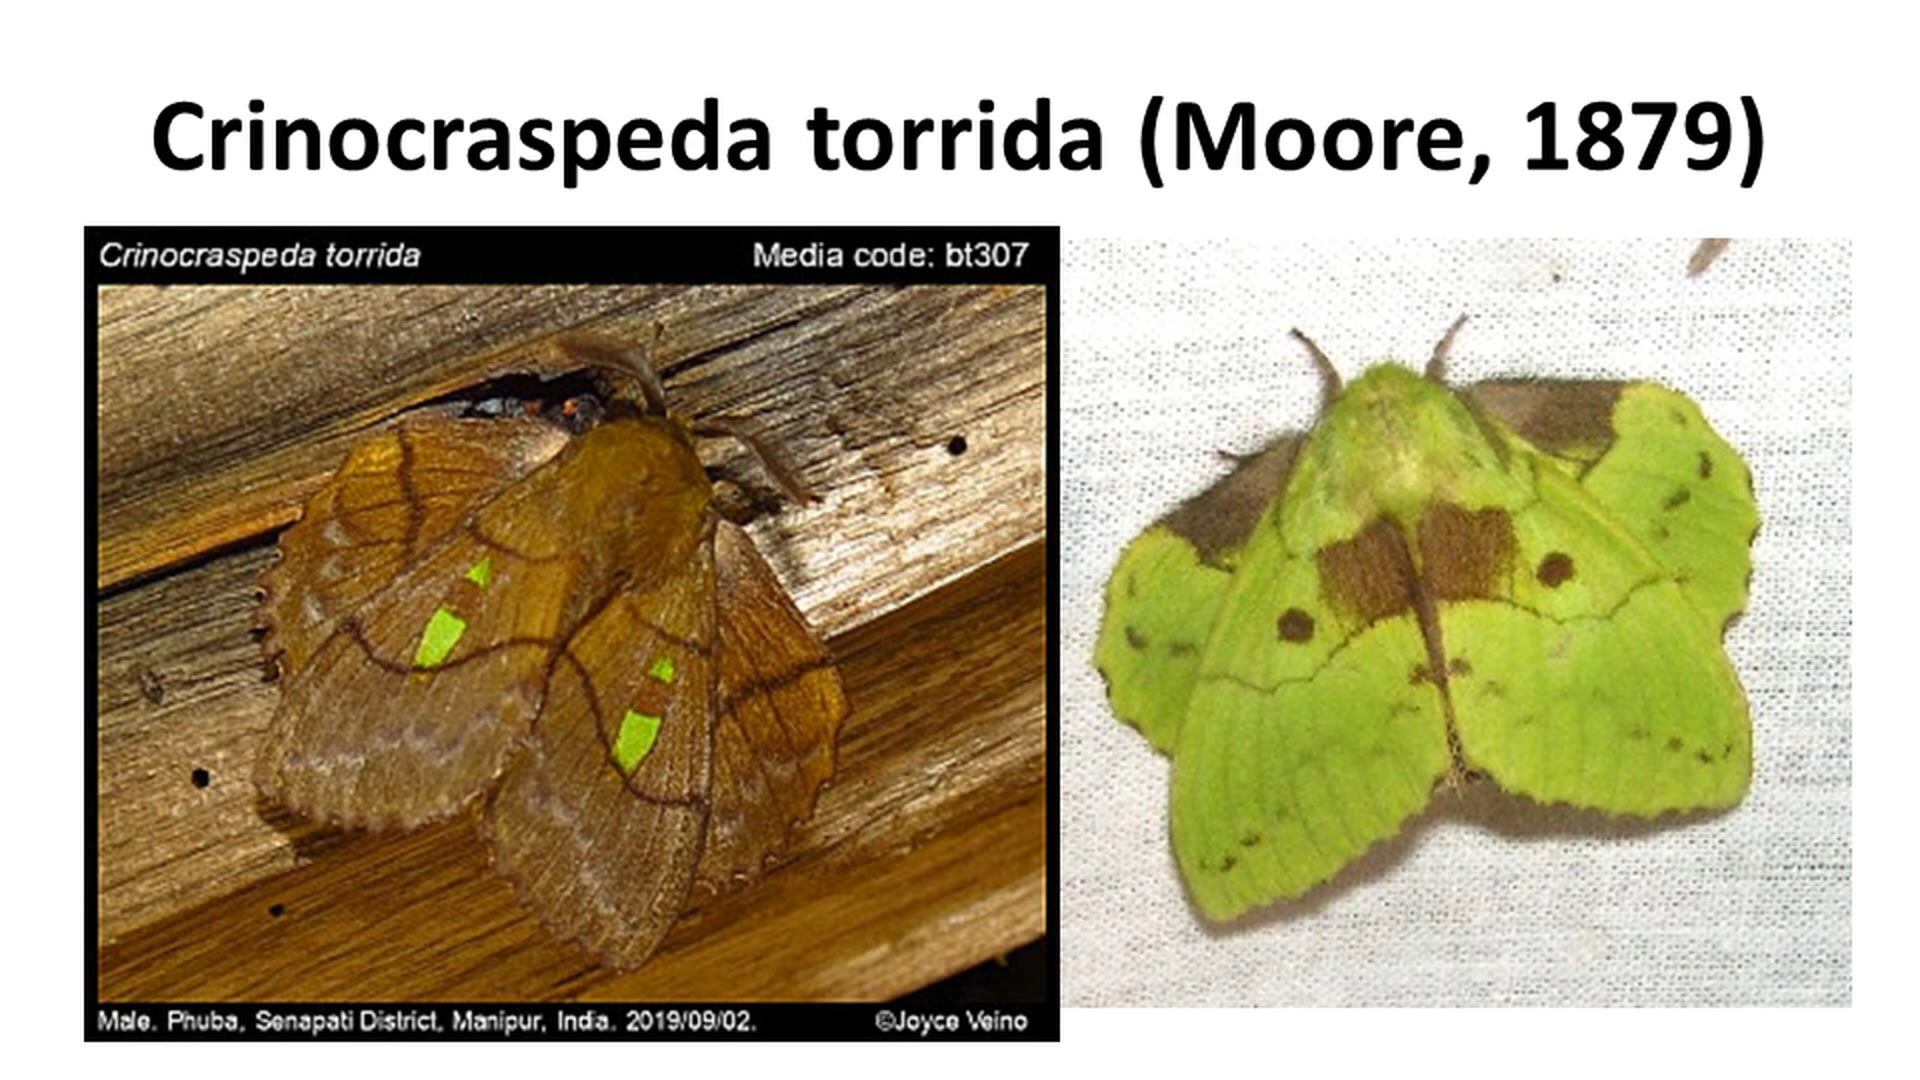 Crinocraspeda torrida (Moore, 1879)
Crinocraspeda torrida Media code: bt307
Male. Phuba, Senapati District, Manipur, India. 2019/09/02. ©Joyce Veino